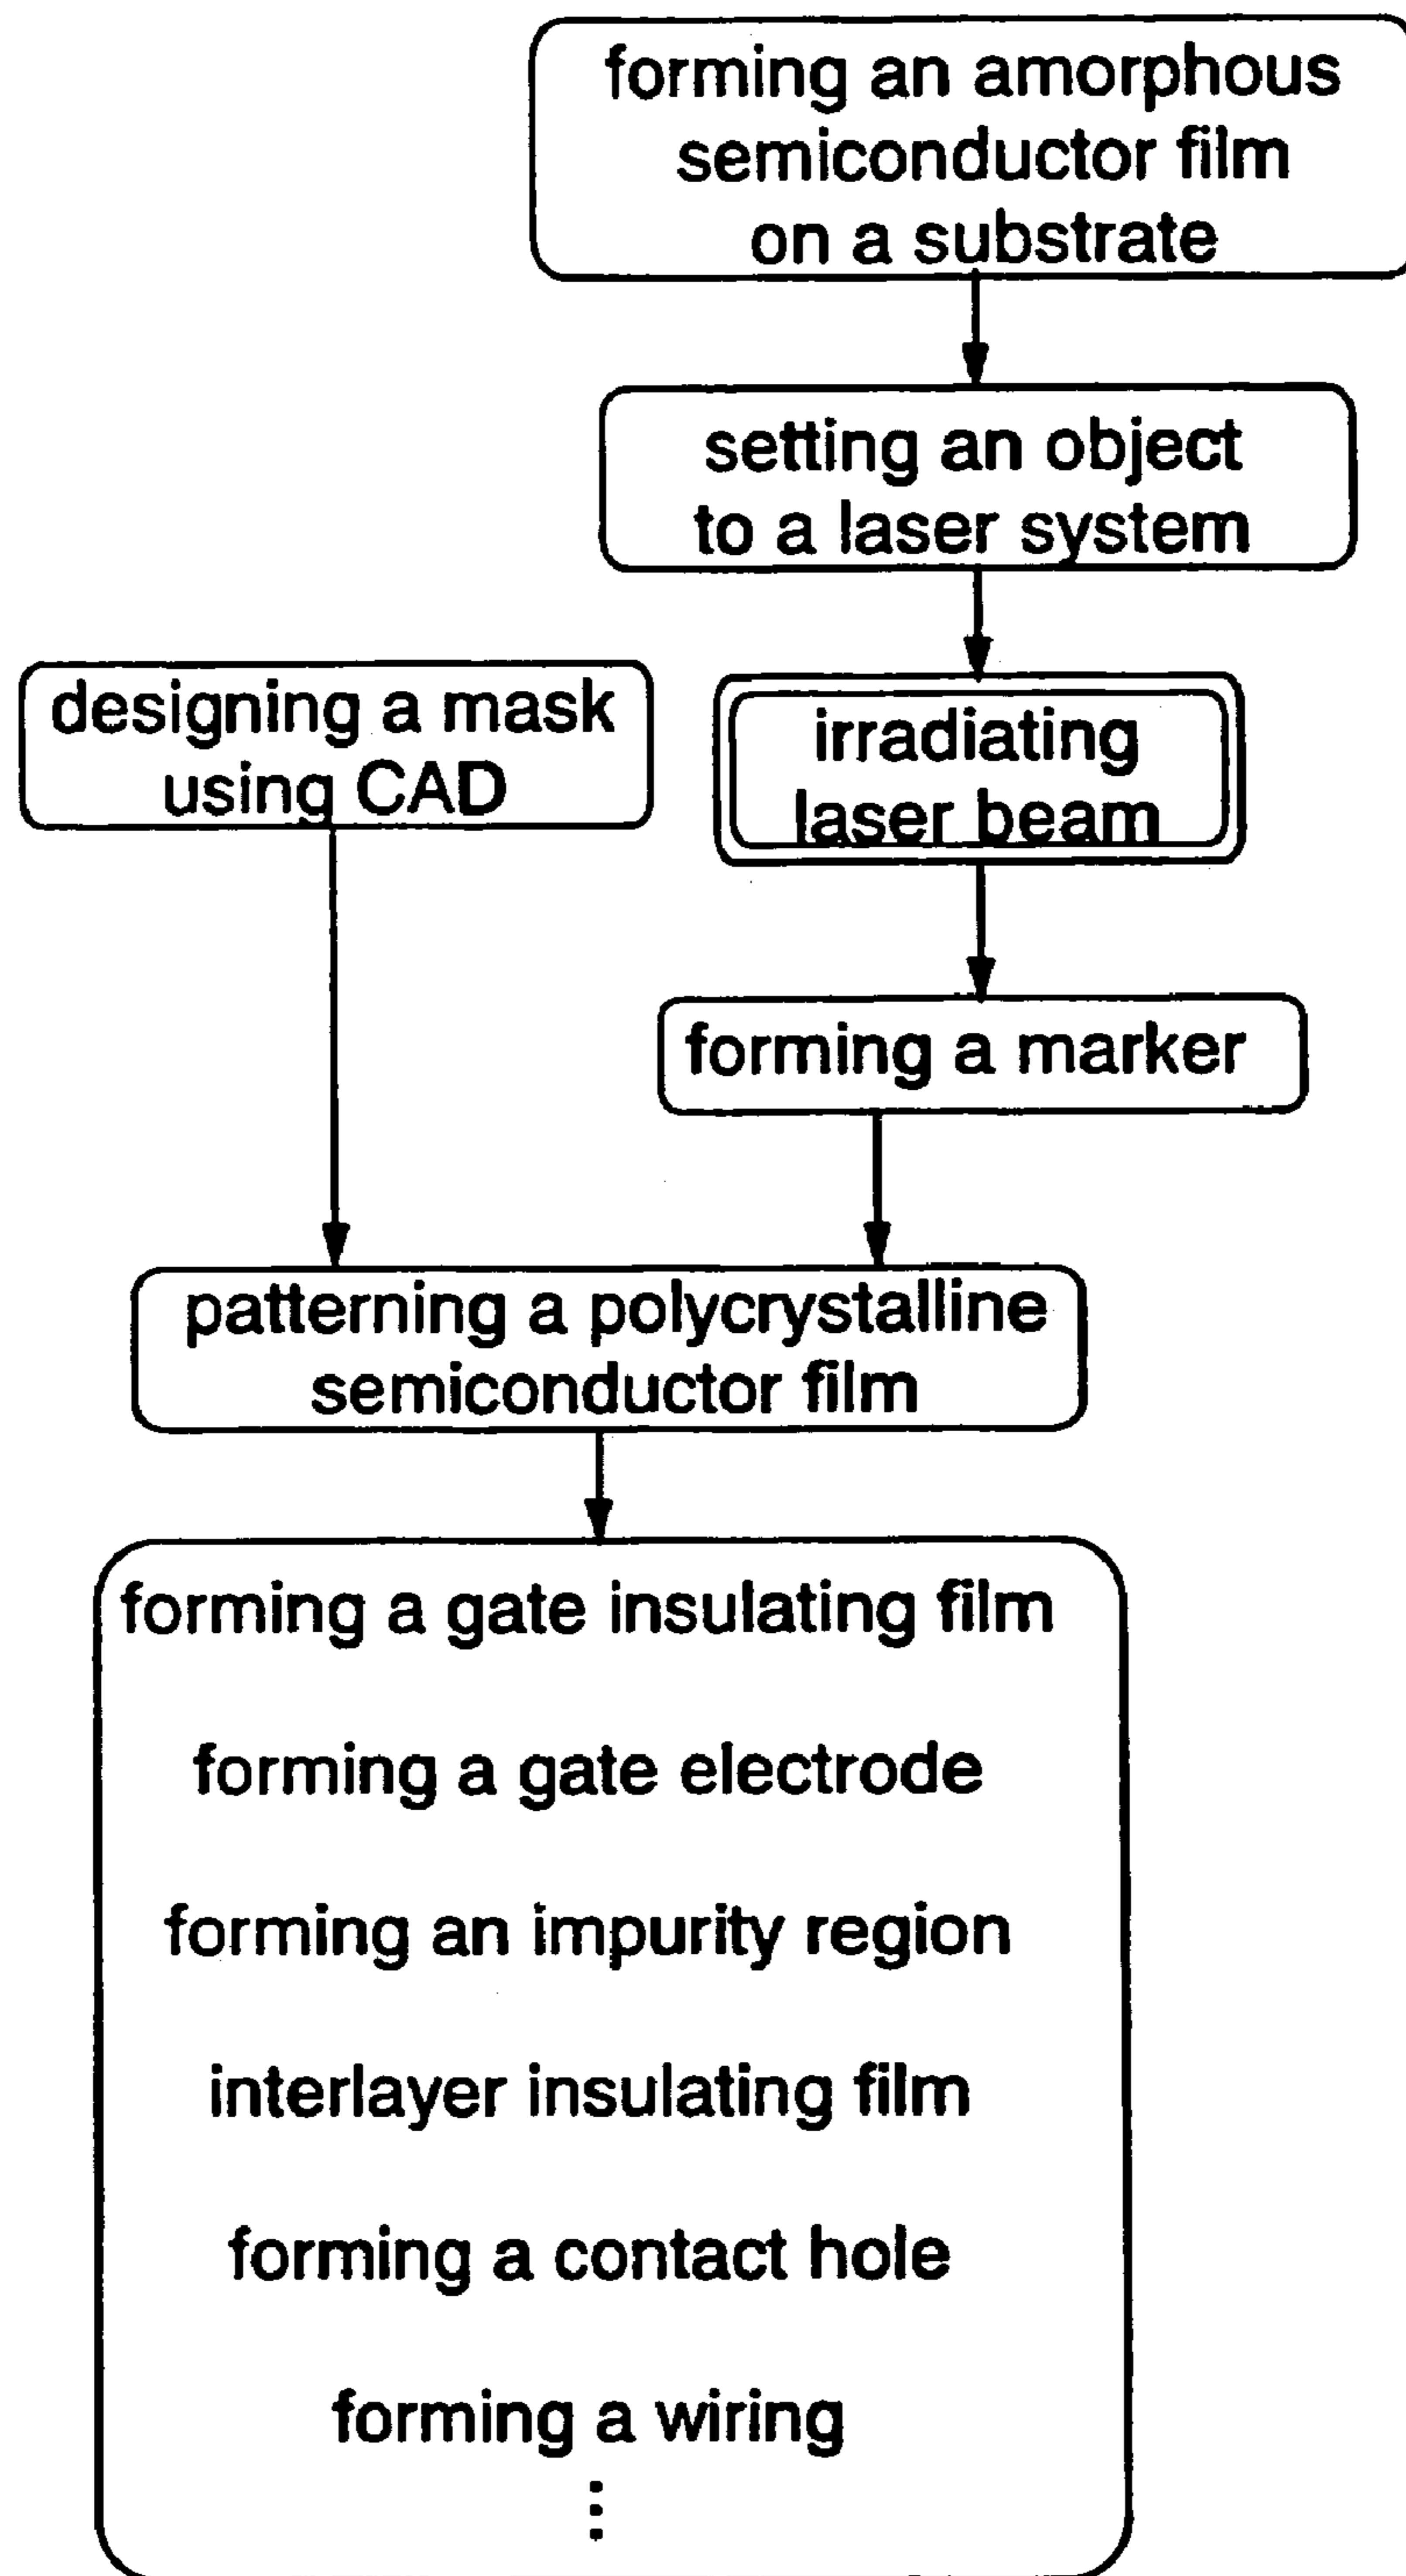 forming an amorphous
semiconductor film
on a substrate
setting an object
to a laser system
designing a mask
using CAD
irradiating
laser beam
forming a marker
patterning a polycrystalline
semiconductor film
forming a gate insulating film
forming a gate electrode
forming an impurity region
interlayer insulating film
forming a contact hole
forming a wiring
⋮